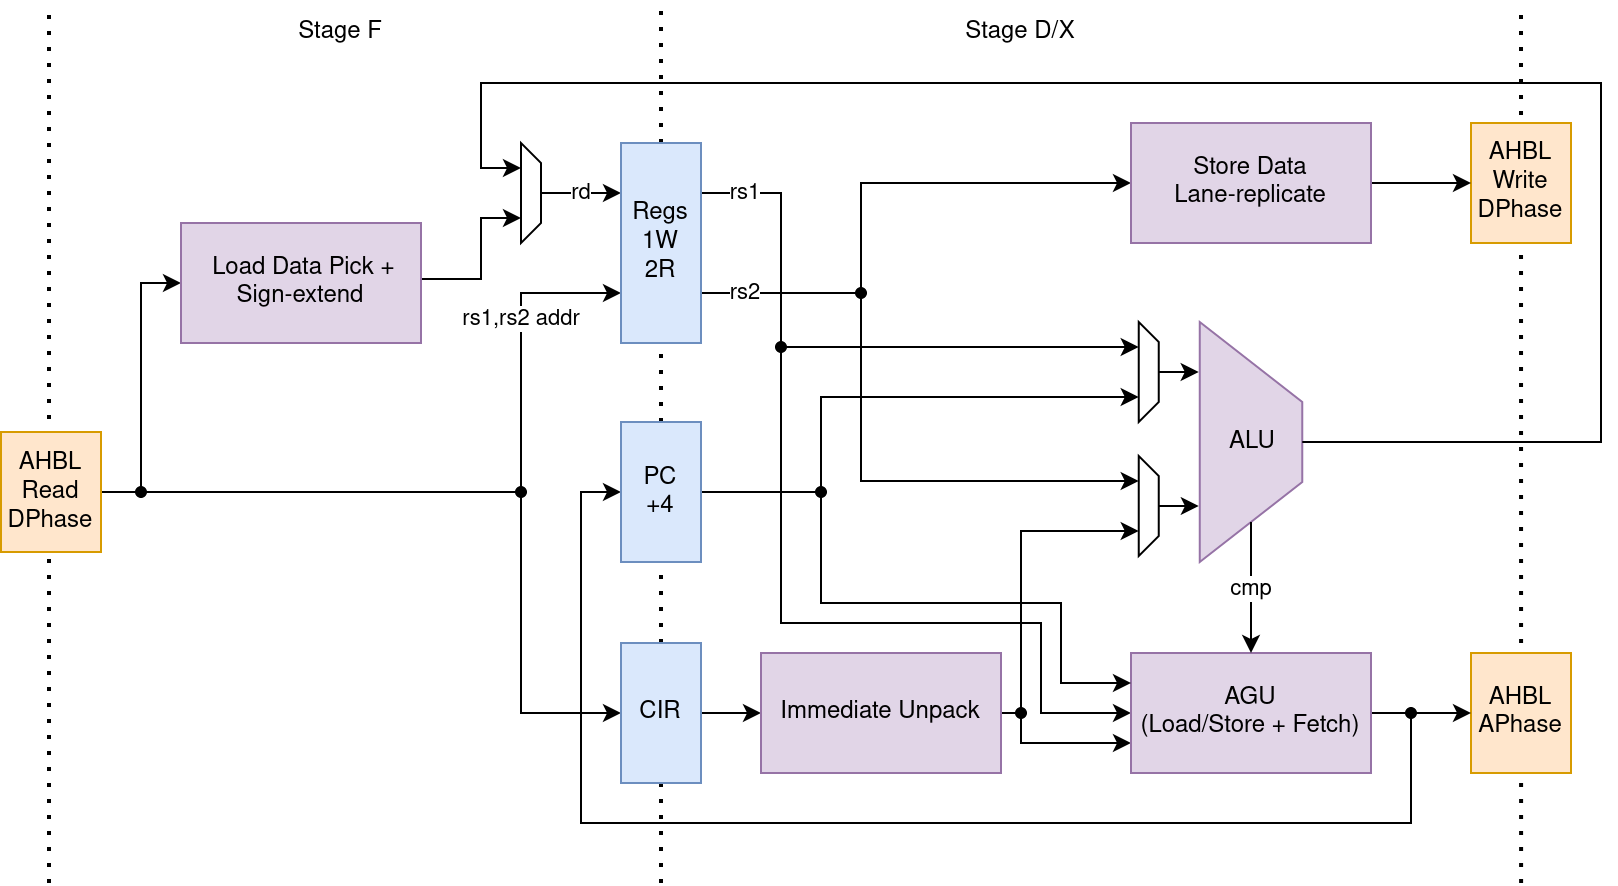 Stage F
Stage D/X
AHBL
Write
DPhase
Store Data
Lane-replicate
rd
rs1
Regs
1W
2R
Load Data Pick +
Sign-extend
rs2
rs1,rs2 addr
ALU
AHBL
Read
DPhase
PC
+4
cmp
CIR
Immediate Unpack
AGU
(Load/Store + Fetch)
AHBL
APhase